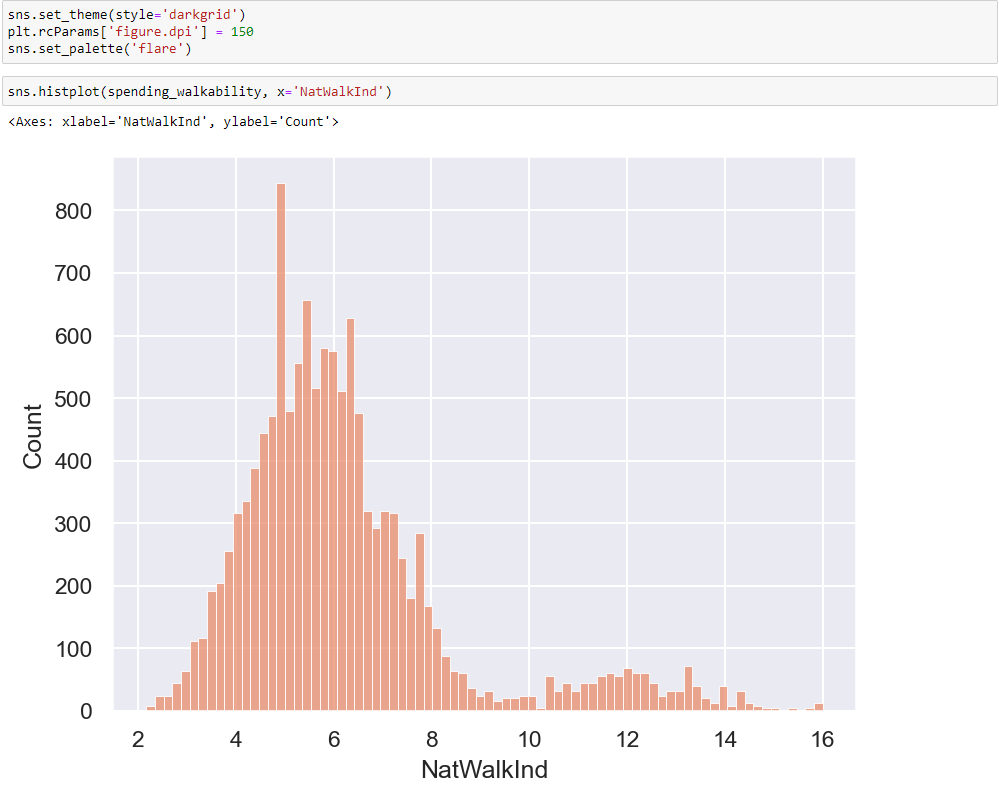 sns.set_theme(style='darkgrid')
plt.rcParams['figure.dpi'] = 150
sns.set_palette('flare')
sns.histplot(spending_walkability, x='NatWalkInd')
<Axes: xlabel='NatWalkInd', ylabel='Count'>
800
700
600
500
400
300
200
100
0
Count
2 4 6 8 10 12 14 16
NatWalkInd